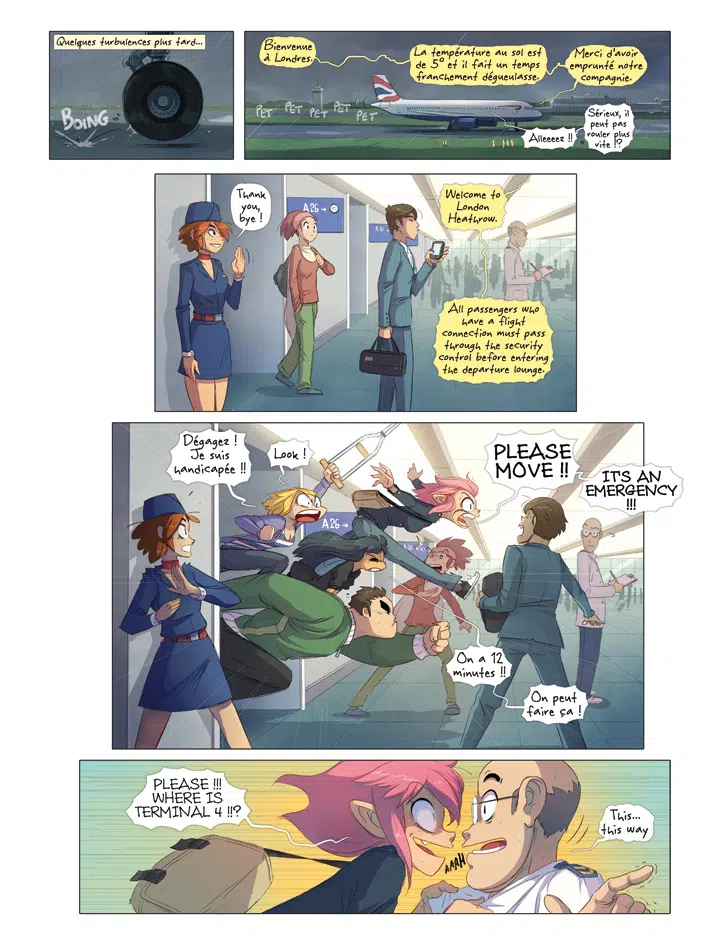 Quelques turbulences plus tard...
BOING
Bienvenue
à Londres.
La température au sol est
de 5° et il fait un temps
franchement dégueulasse.
Merci d'avoir
emprunté notre
compagnie.
PET PET PET PET PET
Alleeeez !!
Sérieux, il
peut pas
rouler plus
vite !?
Thank
you,
bye !
A26 →
Welcome to
London
Heathrow.
All passengers who
have a flight
connection must pass
through the security
control before entering
the departure lounge.
Dégagez !
Je suis
handicapée !!
Look !
PLEASE
MOVE !!
IT'S AN
EMERGENCY
!!!
A26 →
On a 12
minutes !!
On peut
faire ça !
PLEASE !!!
WHERE IS
TERMINAL 4 !!?
AAAH
This...
this way